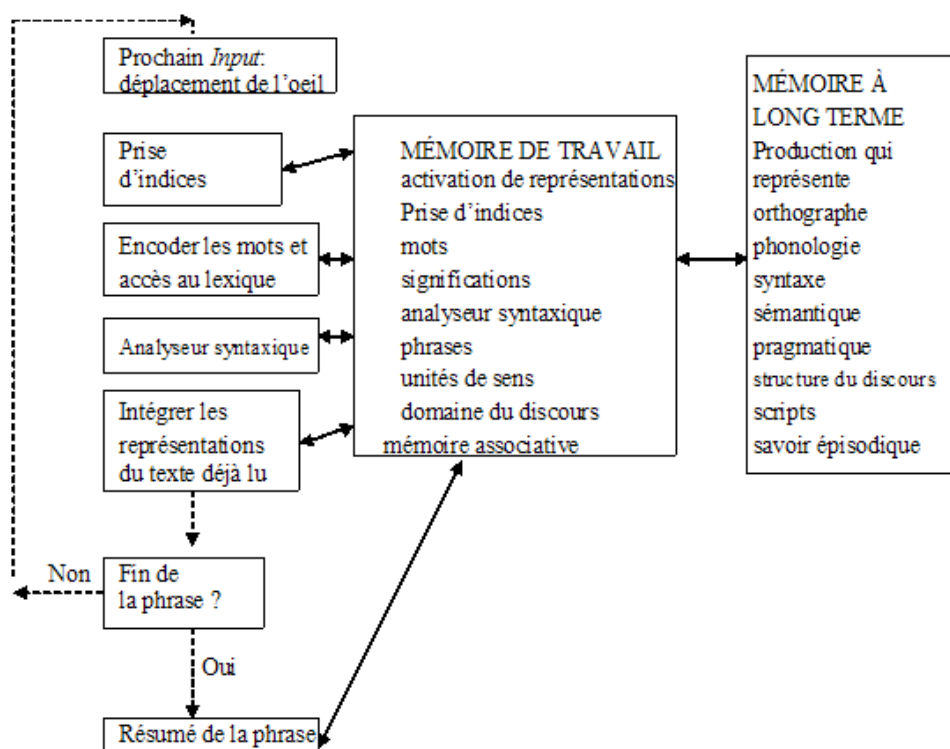 Prochain Input:
déplacement de l'oeil
Prise
d'indices
Encoder les mots et
accès au lexique
Analyseur syntaxique
Intégrer les
représentations
du texte déjà lu
Non
Fin de
la phrase ?
Oui
Résumé de la phrase
MÉMOIRE DE TRAVAIL
activation de représentations
Prise d'indices
mots
significations
analyseur syntaxique
phrases
unités de sens
domaine du discours
mémoire associative
MÉMOIRE À
LONG TERME
Production qui
représente
orthographe
phonologie
syntaxe
sémantique
pragmatique
structure du discours
scripts
savoir épisodique